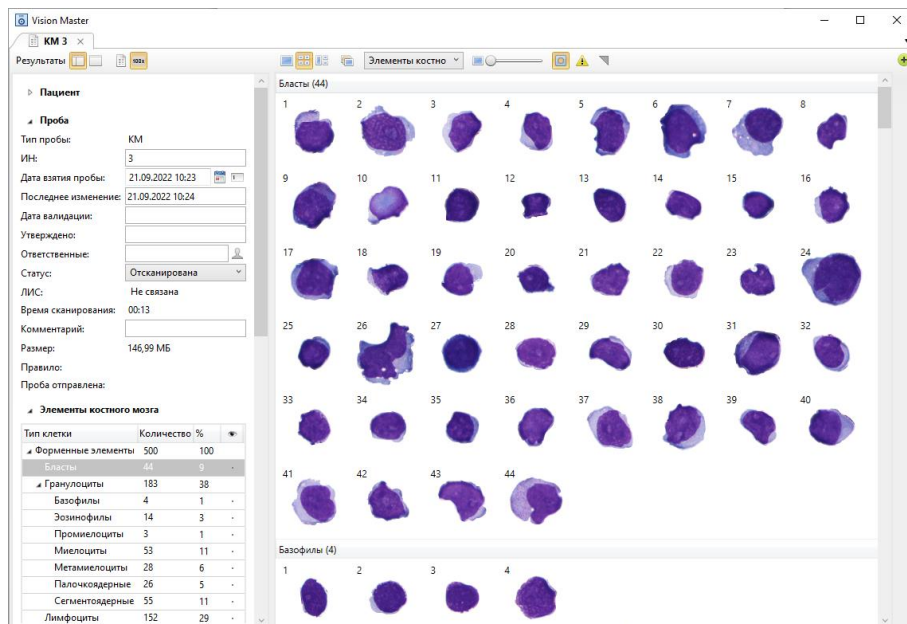 Vision Master
КМ 3
Результаты
100x
Элементы костно
Пациент
Проба
Тип пробы: КМ
ИН: 3
Дата взятия пробы: 21.09.2022 10:23
Последнее изменение: 21.09.2022 10:24
Дата валидации:
Утверждено:
Ответственные:
Статус: Отсканирована
ЛИС: Не связана
Время сканирования: 00:13
Комментарий:
Размер: 146,99 МБ
Правило:
Проба отправлена:
Элементы костного мозга
Тип клетки Количество %
Форменные элементы 500 100
Бласты 44 9
Гранулоциты 183 38
Базофилы 4 1
Эозинофилы 14 3
Промиелоциты 3 1
Миелоциты 53 11
Метамиелоциты 28 6
Палочкоядерные 26 5
Сегментоядерные 55 11
Лимфоциты 152 29
Бласты (44)
1 2 3 4 5 6 7 8
9 10 11 12 13 14 15 16
17 18 19 20 21 22 23 24
25 26 27 28 29 30 31 32
33 34 35 36 37 38 39 40
41 42 43 44
Базофилы (4)
1 2 3 4